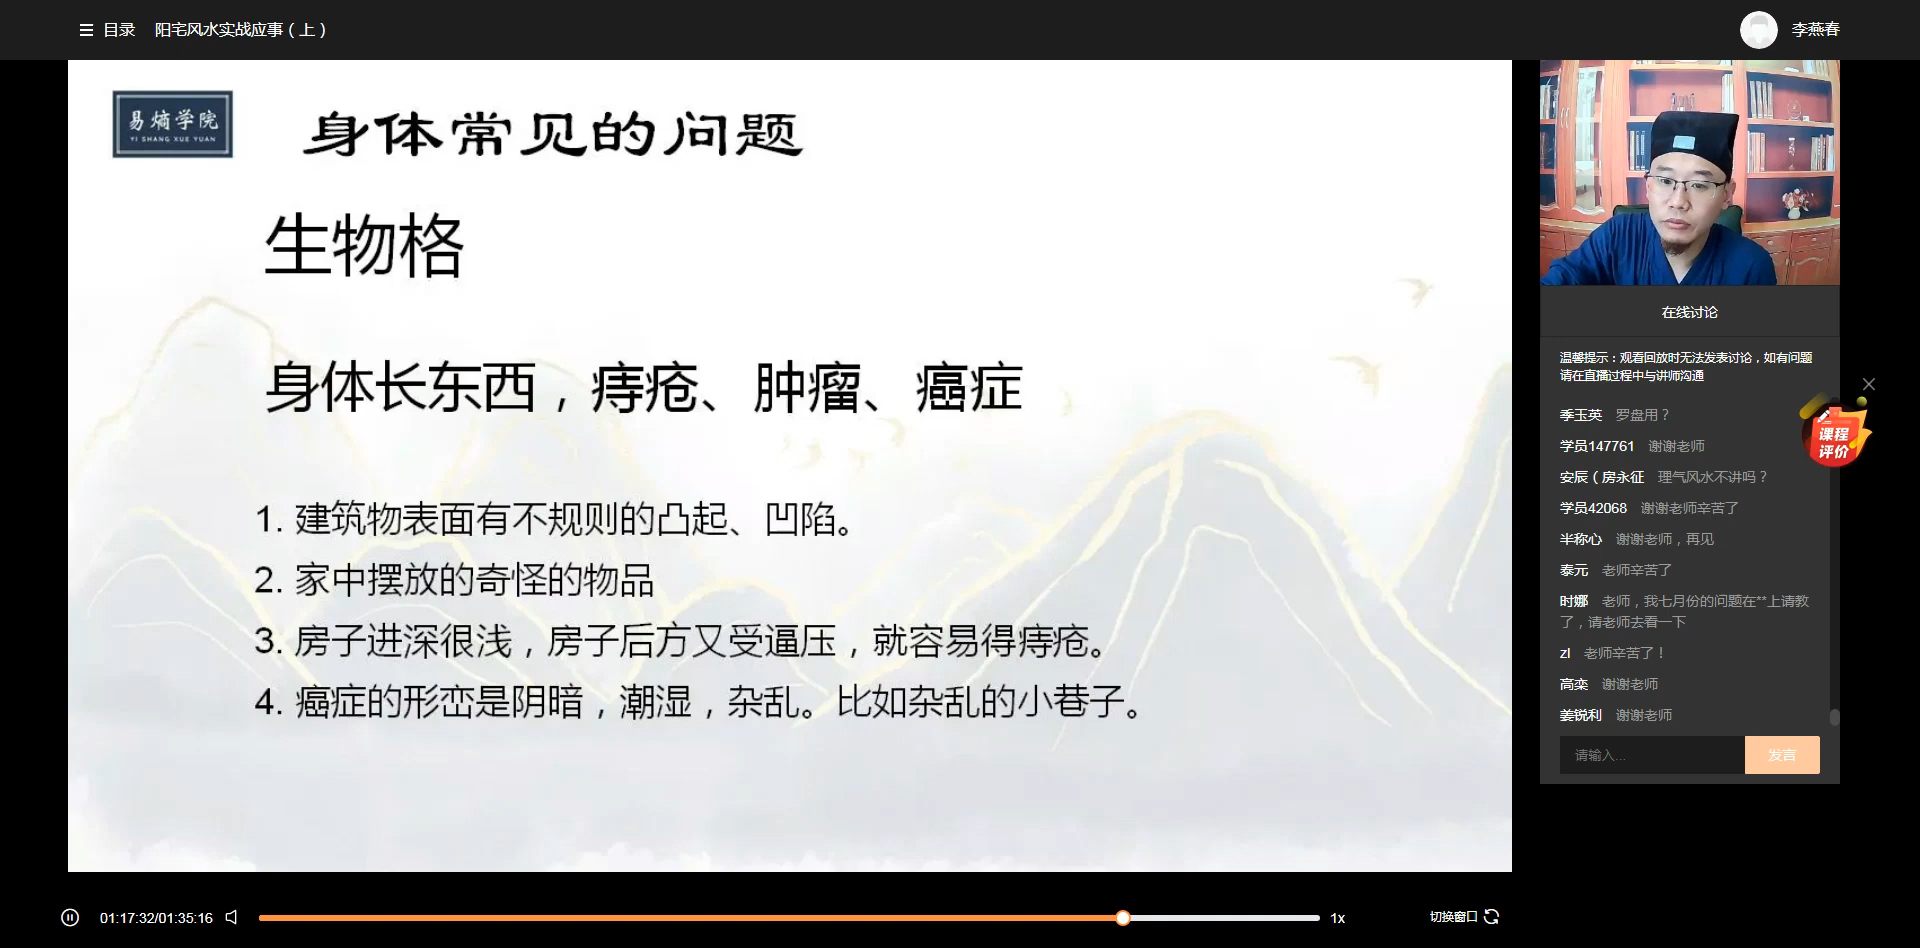 目录
阳宅风水实战应事（上）
李燕春
易熵学院
YI SHANG XUE YUAN
身体常见的问题
生物格
身体长东西，痔疮、肿瘤、癌症
1. 建筑物表面有不规则的凸起、凹陷。
2. 家中摆放的奇怪的物品
3. 房子进深很浅，房子后方又受逼压，就容易得痔疮。
4. 癌症的形峦是阴暗，潮湿，杂乱。比如杂乱的小巷子。
在线讨论
温馨提示：观看回放时无法发表讨论，如有问题
请在直播过程中与讲师沟通
季玉英 罗盘用？
学员147761 谢谢老师
安辰（房永征 理气风水不讲吗？
学员42068 谢谢老师辛苦了
半称心 谢谢老师，再见
泰元 老师辛苦了
时娜 老师，我七月份的问题在**上请教
了，请老师去看一下
zl 老师辛苦了！
高栾 谢谢老师
姜锐利 谢谢老师
请输入...
发言
课程
评价
01:17:32/01:35:16
1x
切换窗口